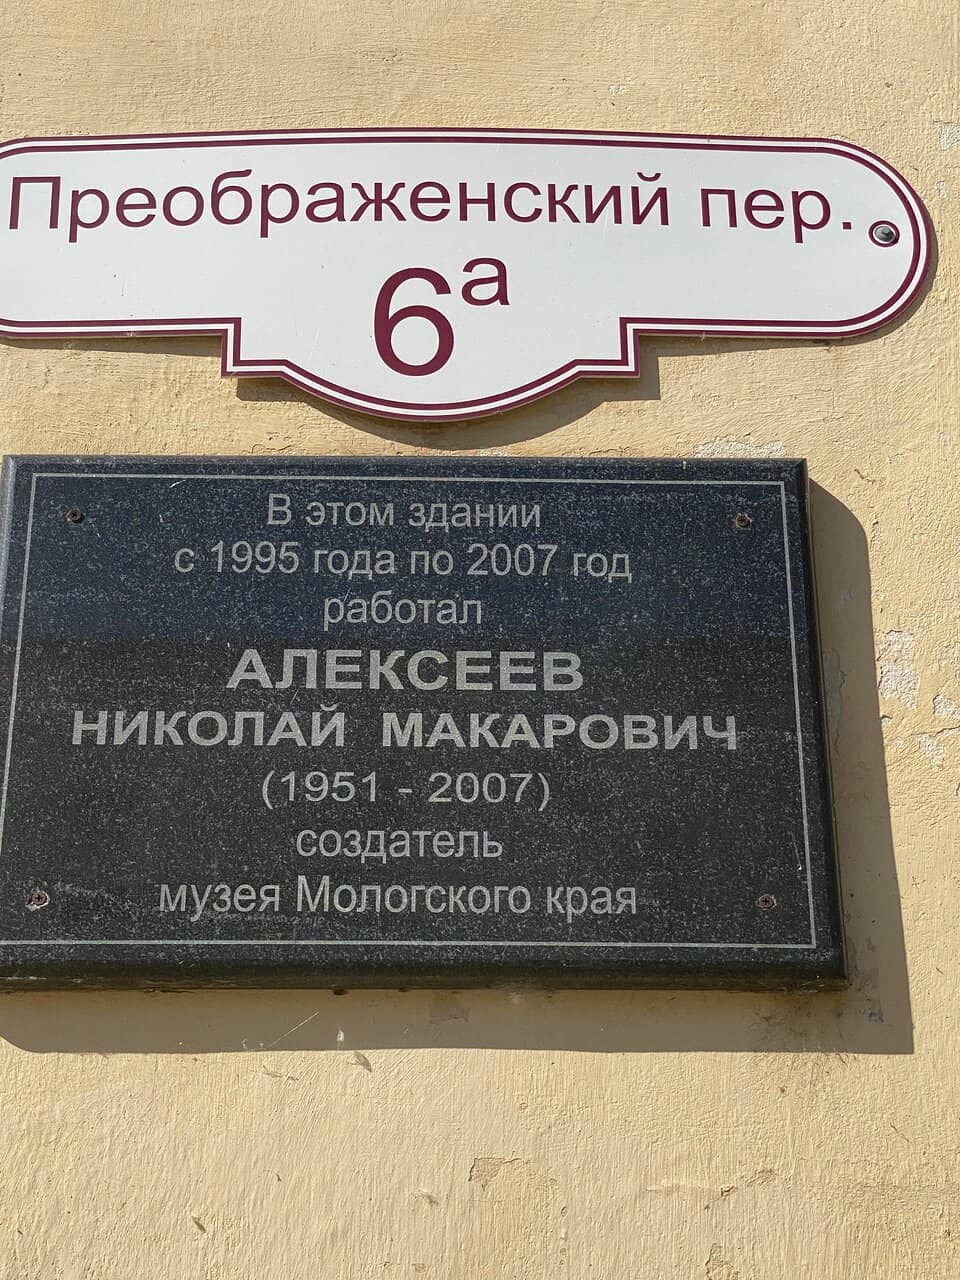 Преображенский пер.
6а
В этом здании
с 1995 года по 2007 год
работал
АЛЕКСЕЕВ
НИКОЛАЙ МАКАРОВИЧ
(1951 - 2007)
создатель
музея Мологского края